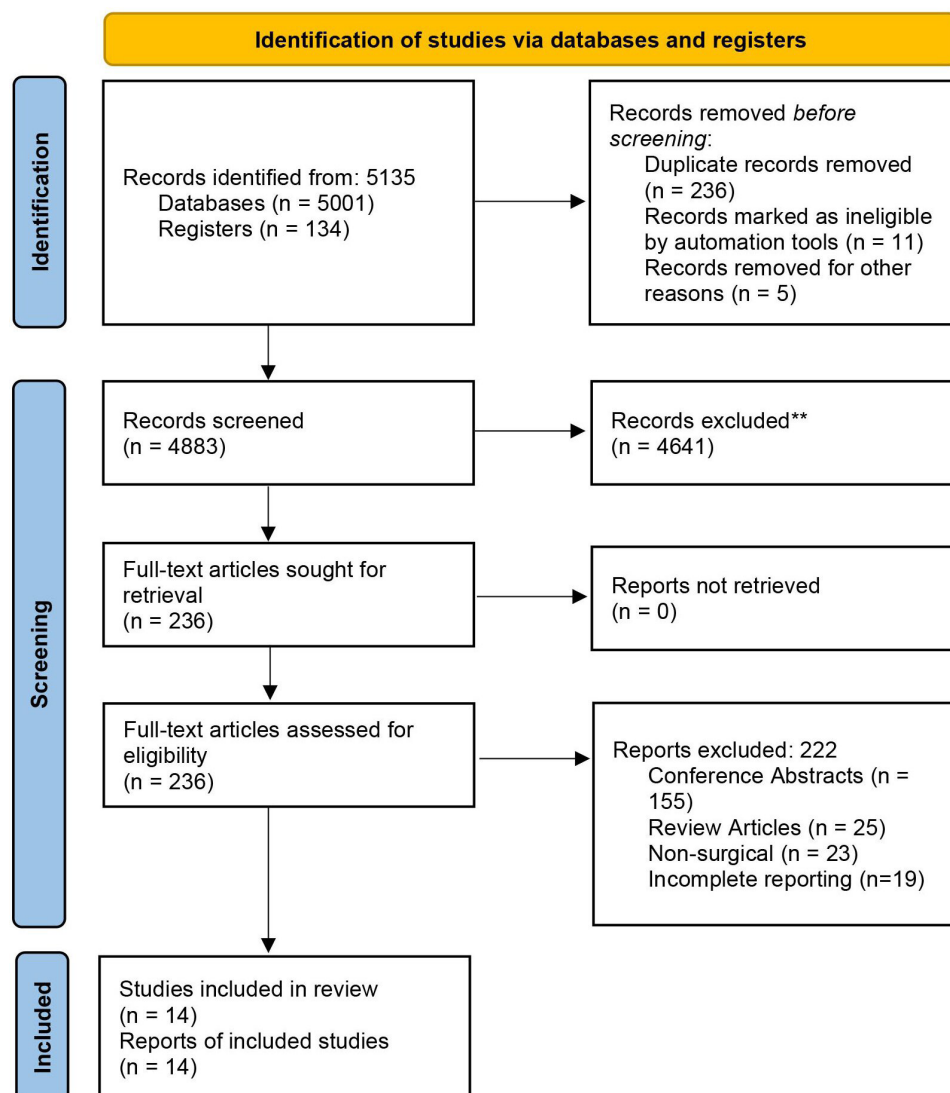 Identification of studies via databases and registers
Identification
Records identified from: 5135
Databases (n = 5001)
Registers (n = 134)
Records removed before
screening:
Duplicate records removed
(n = 236)
Records marked as ineligible
by automation tools (n = 11)
Records removed for other
reasons (n = 5)
Screening
Records screened
(n = 4883)
Records excluded**
(n = 4641)
Full-text articles sought for
retrieval
(n = 236)
Reports not retrieved
(n = 0)
Full-text articles assessed for
eligibility
(n = 236)
Reports excluded: 222
Conference Abstracts (n =
155)
Review Articles (n = 25)
Non-surgical (n = 23)
Incomplete reporting (n=19)
Included
Studies included in review
(n = 14)
Reports of included studies
(n = 14)